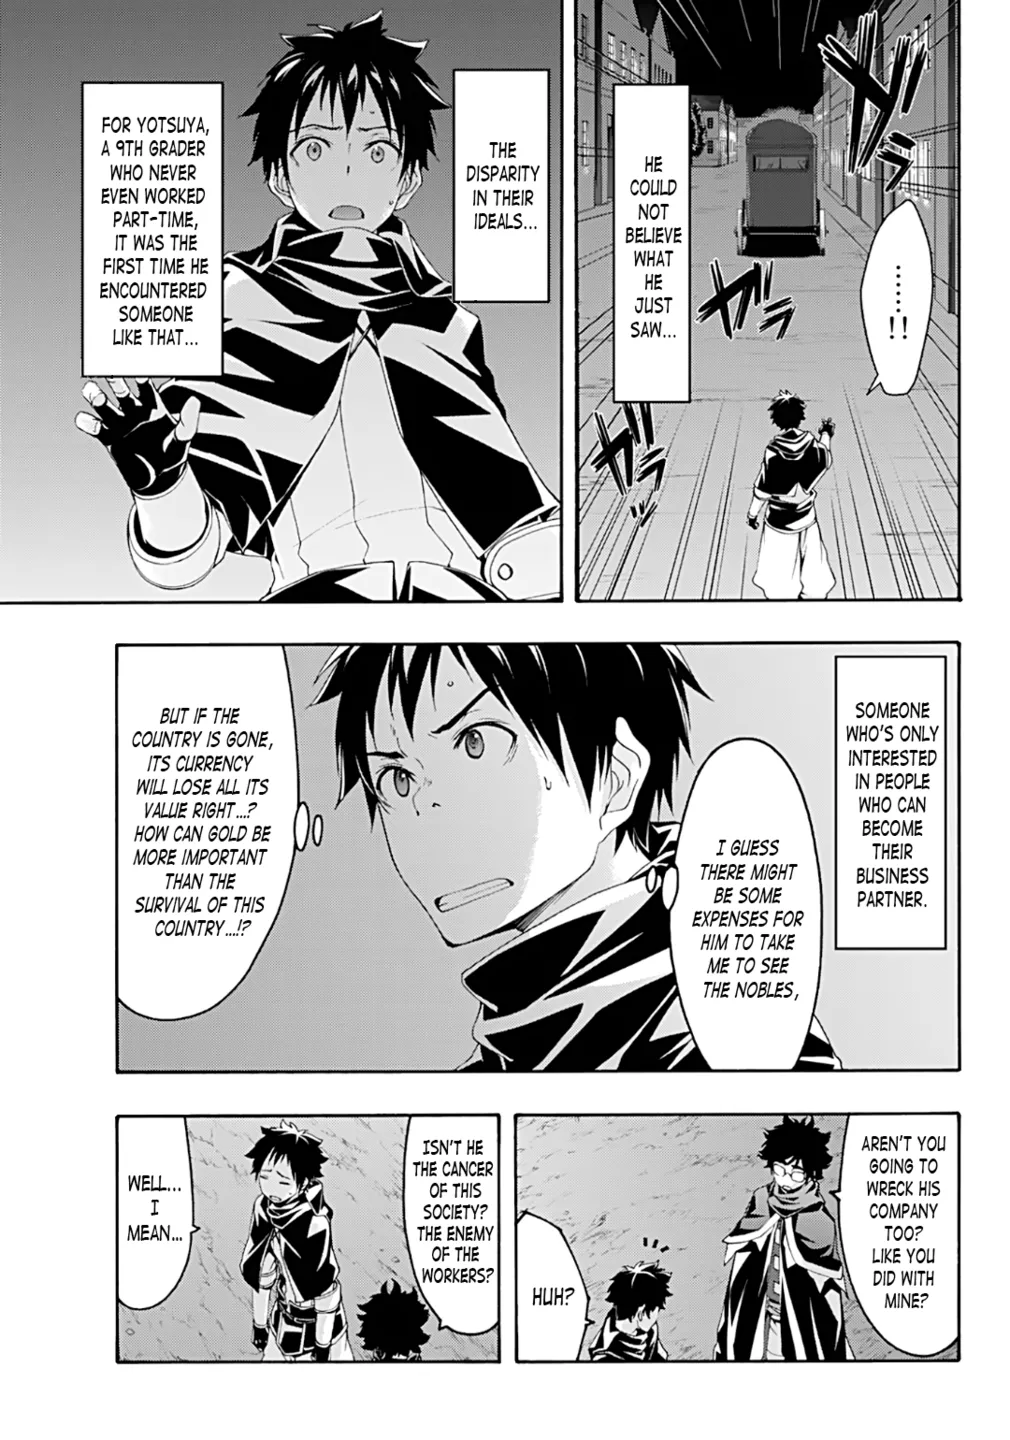 HE
COULD
NOT
BELIEVE
WHAT
HE
JUST
SAW...
......!!
ガガ
ガガ
ガガ
THE
DISPARITY
IN THEIR
IDEALS...
FOR YOTSUYA,
A 9TH GRADER
WHO NEVER
EVEN WORKED
PART-TIME,
IT WAS THE
FIRST TIME HE
ENCOUNTERED
SOMEONE
LIKE THAT...
SOMEONE
WHO'S ONLY
INTERESTED
IN PEOPLE
WHO CAN
BECOME
THEIR
BUSINESS
PARTNER.
I GUESS
THERE MIGHT
BE SOME
EXPENSES FOR
HIM TO TAKE
ME TO SEE
THE NOBLES,
BUT IF THE
COUNTRY IS GONE,
ITS CURRENCY
WILL LOSE ALL ITS
VALUE RIGHT...?
HOW CAN GOLD BE
MORE IMPORTANT
THAN THE
SURVIVAL OF THIS
COUNTRY....!?
AREN'T YOU
GOING TO
WRECK HIS
COMPANY
TOO?
LIKE YOU
DID WITH
MINE?
HUH?
ISN'T HE
THE CANCER
OF THIS
SOCIETY?
THE ENEMY
OF THE
WORKERS?
WELL...
I
MEAN...